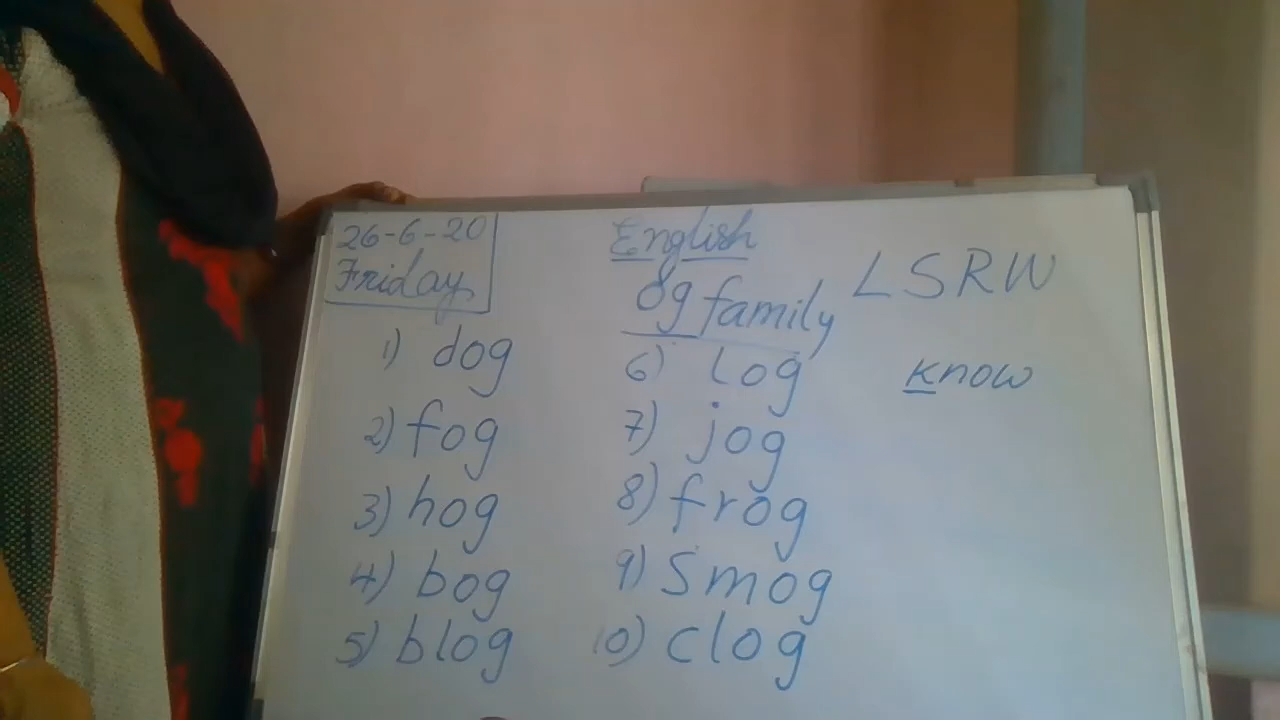 26-6-20
Friday
English
og family
LSRW
know
1) dog
2) fog
3) hog
4) bog
5) blog
6) log
7) jog
8) frog
9) smog
10) clog